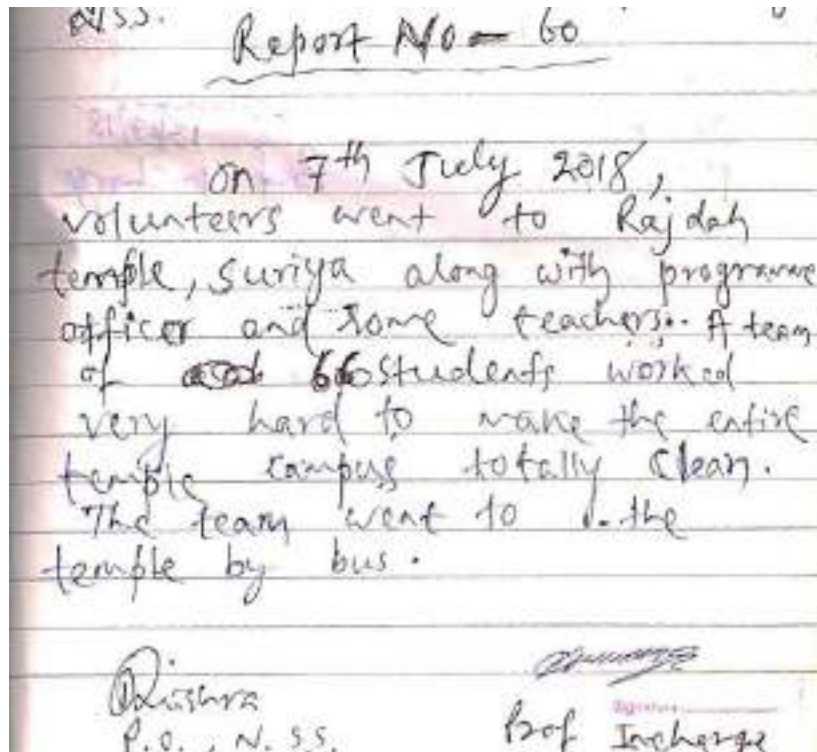 N.S.S.
Report No - 60
On 7th July 2018,
volunteers went to Rajdah
temple, suriya along with programme
officer and some teachers. A team
of 66 students worked
very hard to make the entire
temple campus totally clean.
The team went to the
temple by bus.
P.O., N.S.S.
Signature
Prof Incharge